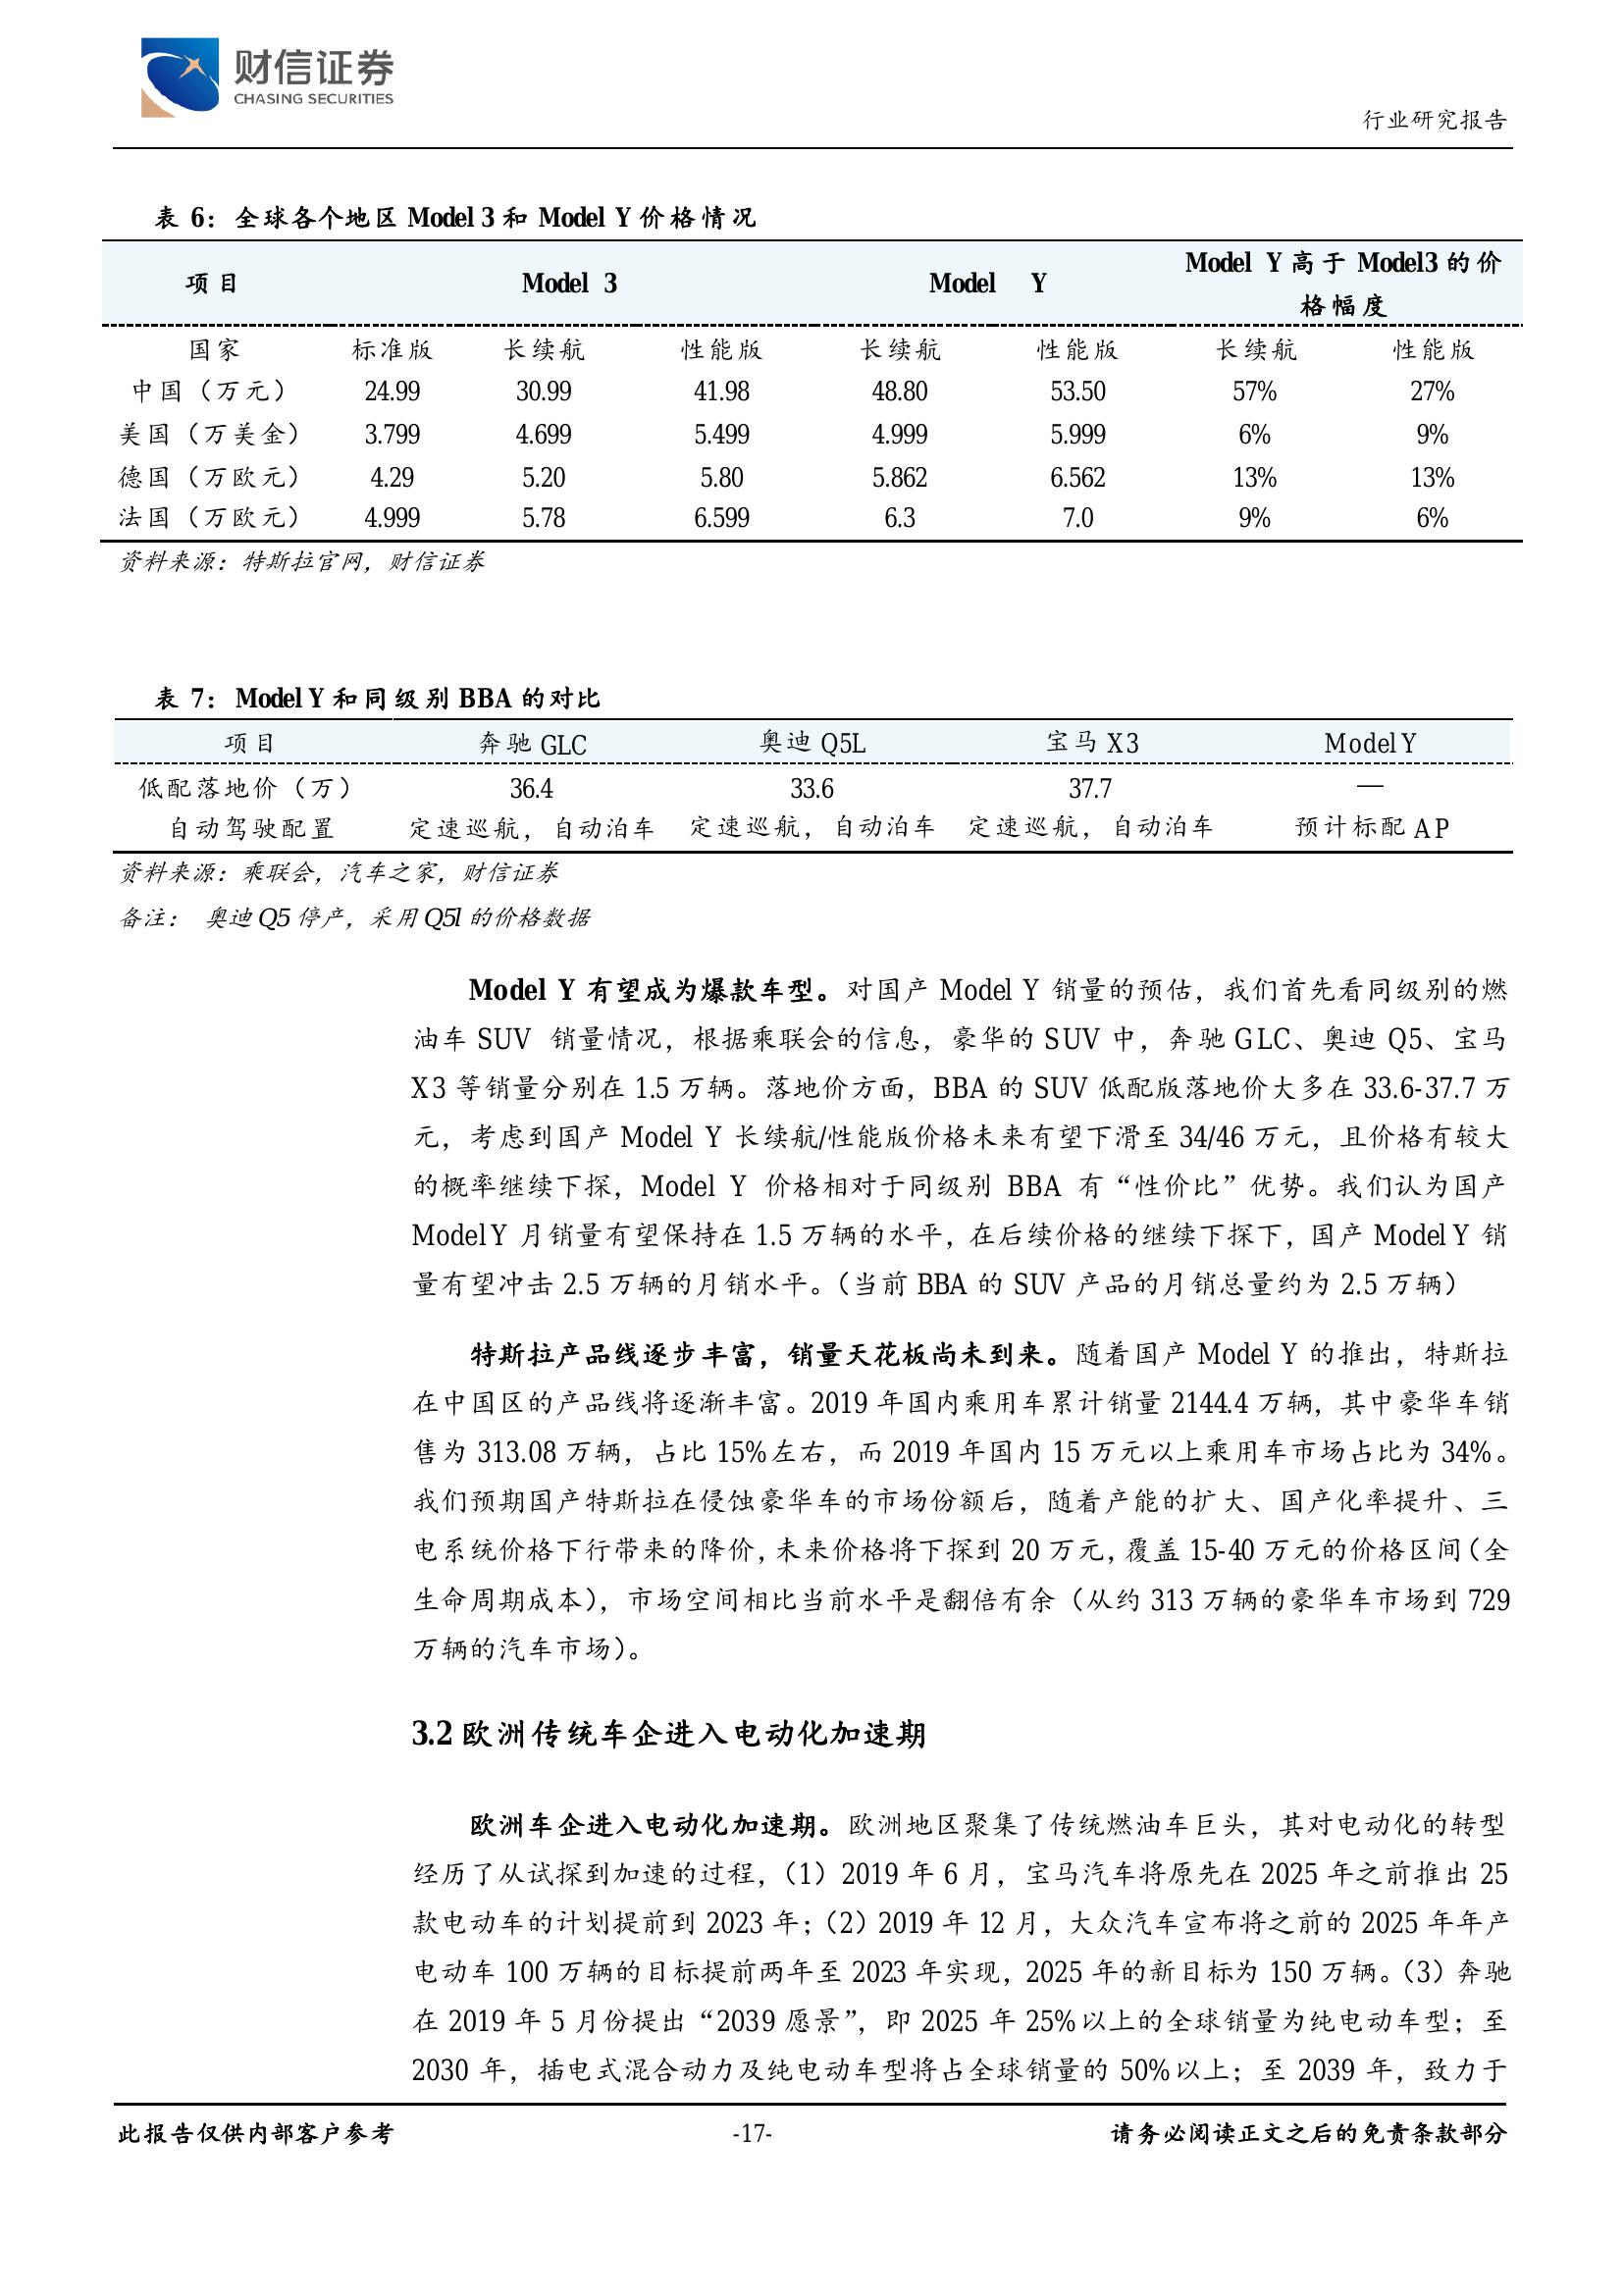 财信证券
CHASING SECURITIES
行业研究报告
表 6：全球各个地区 Model 3 和 Model Y 价格情况
项目 Model 3 Model Y Model Y 高于 Model3 的价格幅度
国家 标准版 长续航 性能版 长续航 性能版 长续航 性能版
中国（万元） 24.99 30.99 41.98 48.80 53.50 57% 27%
美国（万美金） 3.799 4.699 5.499 4.999 5.999 6% 9%
德国（万欧元） 4.29 5.20 5.80 5.862 6.562 13% 13%
法国（万欧元） 4.999 5.78 6.599 6.3 7.0 9% 6%
资料来源：特斯拉官网，财信证券
表 7：Model Y 和同级别 BBA 的对比
项目 奔驰 GLC 奥迪 Q5L 宝马 X3 Model Y
低配落地价（万） 36.4 33.6 37.7 —
自动驾驶配置 定速巡航，自动泊车 定速巡航，自动泊车 定速巡航，自动泊车 预计标配 AP
资料来源：乘联会，汽车之家，财信证券
备注： 奥迪 Q5 停产，采用 Q5l 的价格数据
Model Y 有望成为爆款车型。对国产 Model Y 销量的预估，我们首先看同级别的燃
油车 SUV 销量情况，根据乘联会的信息，豪华的 SUV 中，奔驰 GLC、奥迪 Q5、宝马
X3 等销量分别在 1.5 万辆。落地价方面，BBA 的 SUV 低配版落地价大多在 33.6-37.7 万
元，考虑到国产 Model Y 长续航/性能版价格未来有望下滑至 34/46 万元，且价格有较大
的概率继续下探，Model Y 价格相对于同级别 BBA 有“性价比”优势。我们认为国产
Model Y 月销量有望保持在 1.5 万辆的水平，在后续价格的继续下探下，国产 Model Y 销
量有望冲击 2.5 万辆的月销水平。（当前 BBA 的 SUV 产品的月销总量约为 2.5 万辆）
特斯拉产品线逐步丰富，销量天花板尚未到来。随着国产 Model Y 的推出，特斯拉
在中国区的产品线将逐渐丰富。2019 年国内乘用车累计销量 2144.4 万辆，其中豪华车销
售为 313.08 万辆，占比 15%左右，而 2019 年国内 15 万元以上乘用车市场占比为 34%。
我们预期国产特斯拉在侵蚀豪华车的市场份额后，随着产能的扩大、国产化率提升、三
电系统价格下行带来的降价，未来价格将下探到 20 万元，覆盖 15-40 万元的价格区间（全
生命周期成本），市场空间相比当前水平是翻倍有余（从约 313 万辆的豪华车市场到 729
万辆的汽车市场）。
3.2 欧洲传统车企进入电动化加速期
欧洲车企进入电动化加速期。欧洲地区聚集了传统燃油车巨头，其对电动化的转型
经历了从试探到加速的过程，（1）2019 年 6 月，宝马汽车将原先在 2025 年之前推出 25
款电动车的计划提前到 2023 年；（2）2019 年 12 月，大众汽车宣布将之前的 2025 年年产
电动车 100 万辆的目标提前两年至 2023 年实现，2025 年的新目标为 150 万辆。（3）奔驰
在 2019 年 5 月份提出“2039 愿景”，即 2025 年 25%以上的全球销量为纯电动车型；至
2030 年，插电式混合动力及纯电动车型将占全球销量的 50%以上；至 2039 年，致力于
此报告仅供内部客户参考 -17- 请务必阅读正文之后的免责条款部分